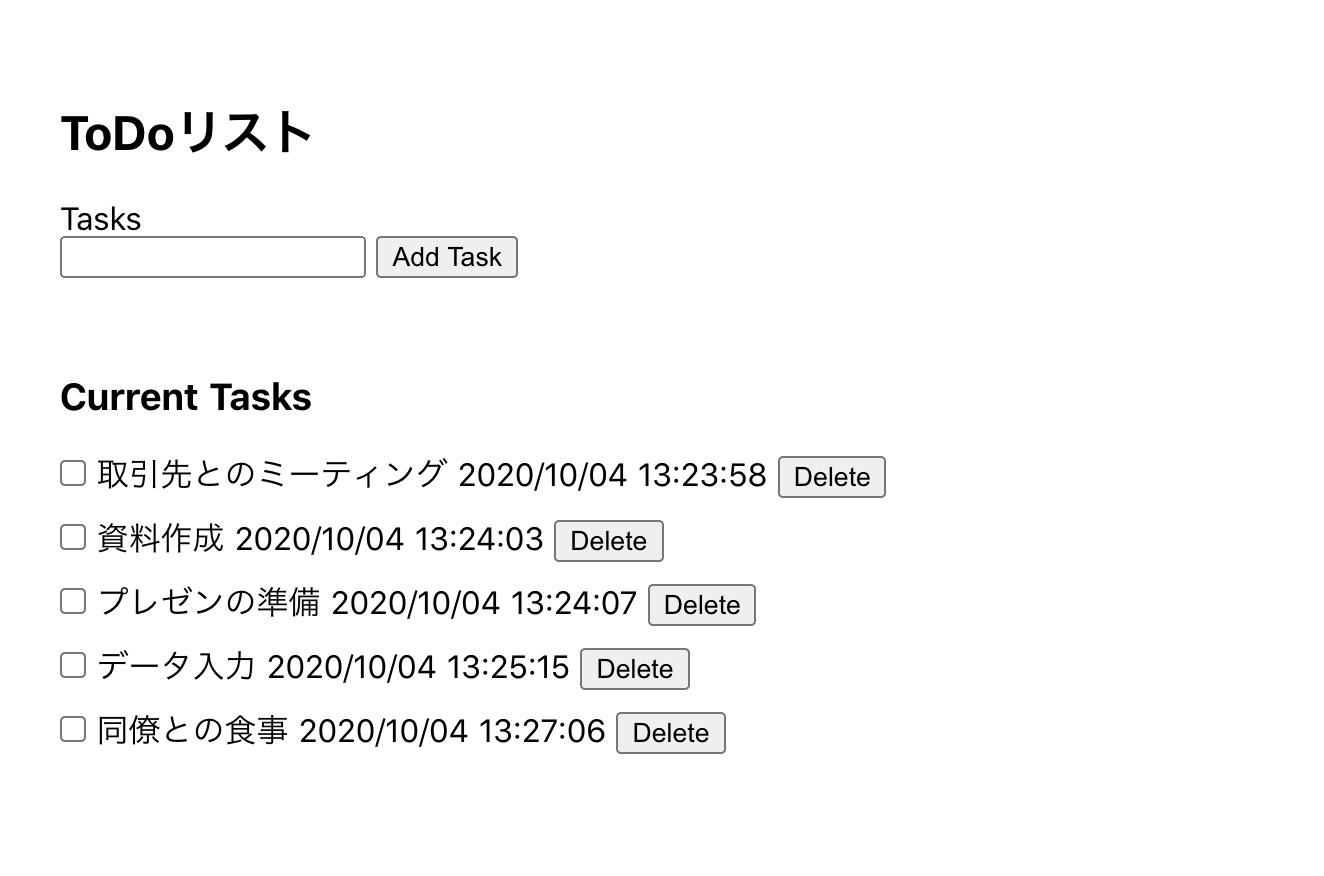 ToDoリスト
Tasks
Add Task
Current Tasks
取引先とのミーティング 2020/10/04 13:23:58 Delete
資料作成 2020/10/04 13:24:03 Delete
プレゼンの準備 2020/10/04 13:24:07 Delete
データ入力 2020/10/04 13:25:15 Delete
同僚との食事 2020/10/04 13:27:06 Delete